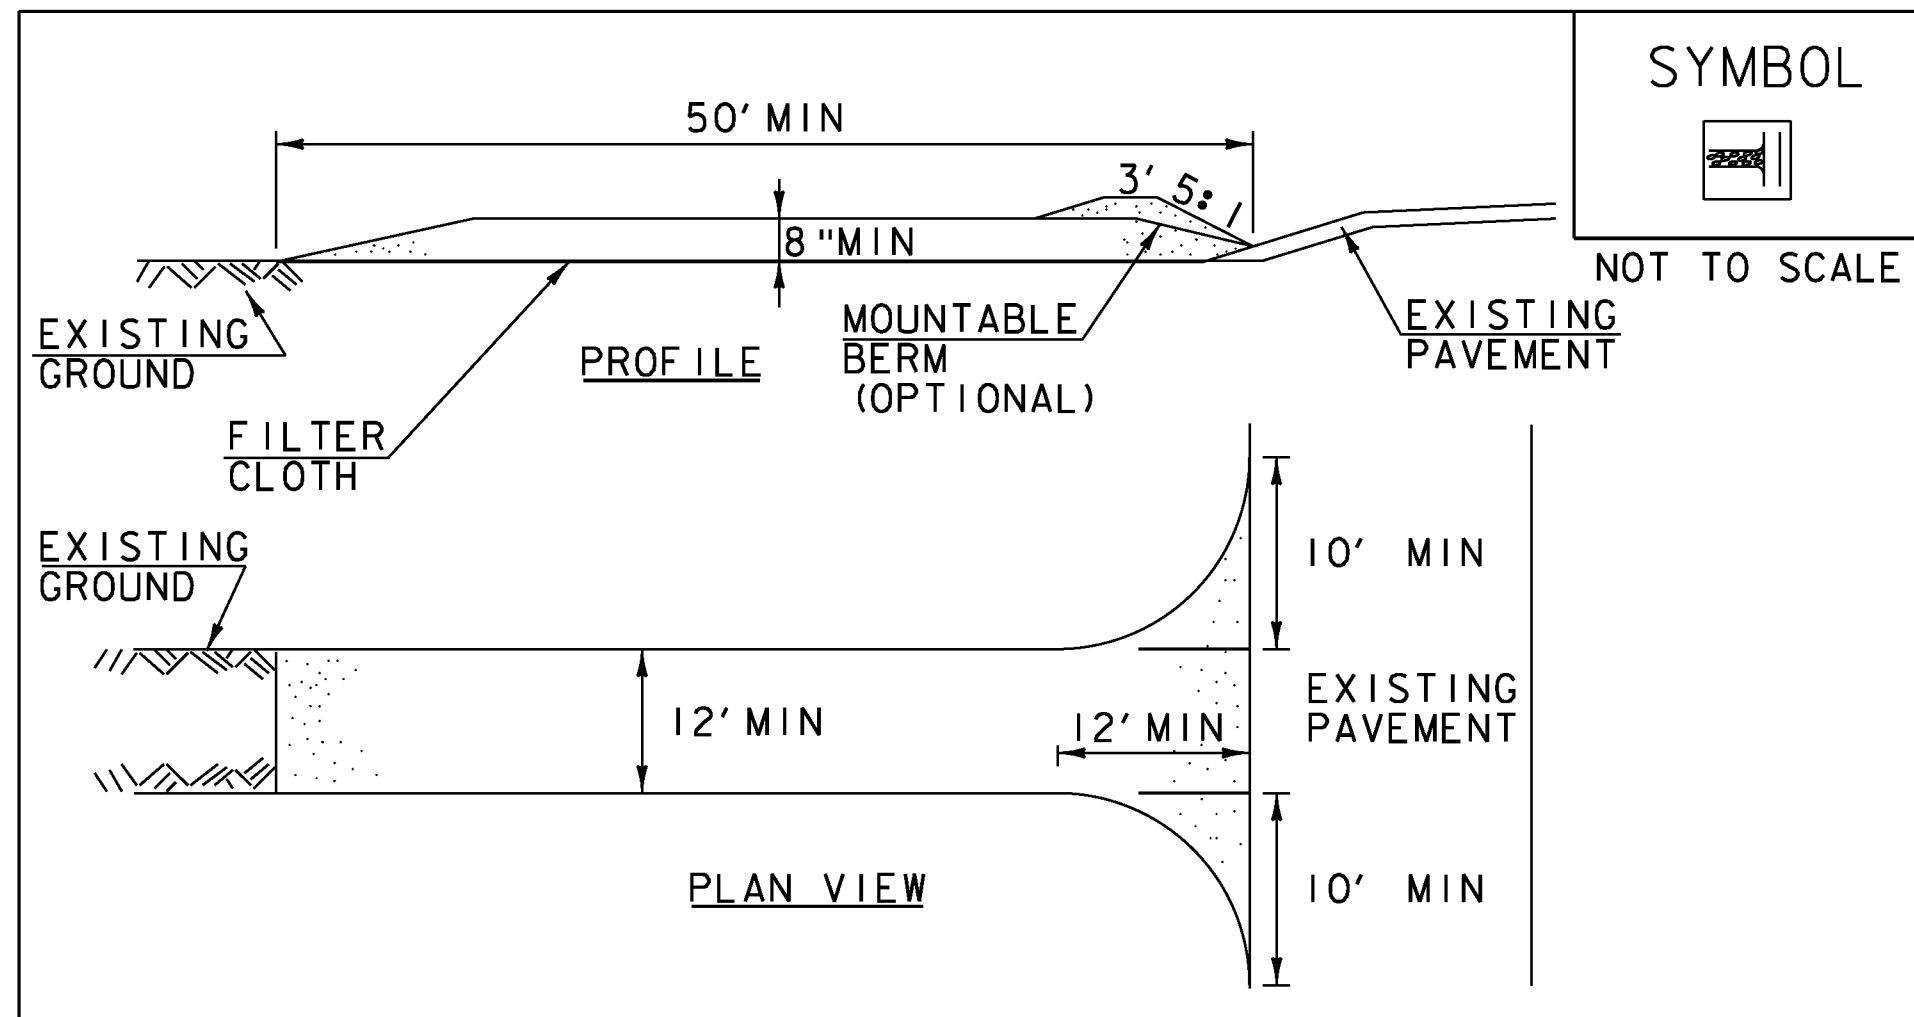 SYMBOL
50' MIN
3' 5:1
8" MIN
NOT TO SCALE
EXISTING
GROUND
MOUNTABLE
BERM
(OPTIONAL)
EXISTING
PAVEMENT
PROFILE
FILTER
CLOTH
EXISTING
GROUND
10' MIN
12' MIN
12' MIN
EXISTING
PAVEMENT
10' MIN
PLAN VIEW